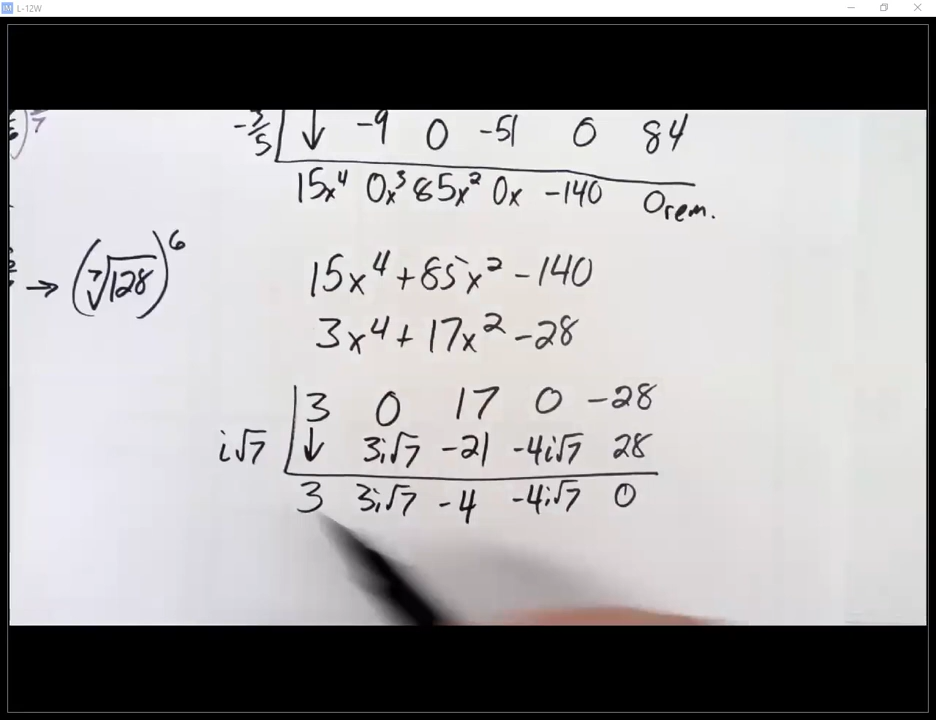 L-12W
-3/5 ↓ -9 0 -51 0 84
15x⁴ 0x³ 85x² 0x -140 0rem.
→ (⁷√128)⁶
15x⁴ + 85x² - 140
3x⁴ + 17x² - 28
3 0 17 0 -28
i√7 ↓ 3i√7 -21 -4i√7 28
3 3i√7 -4 -4i√7 0